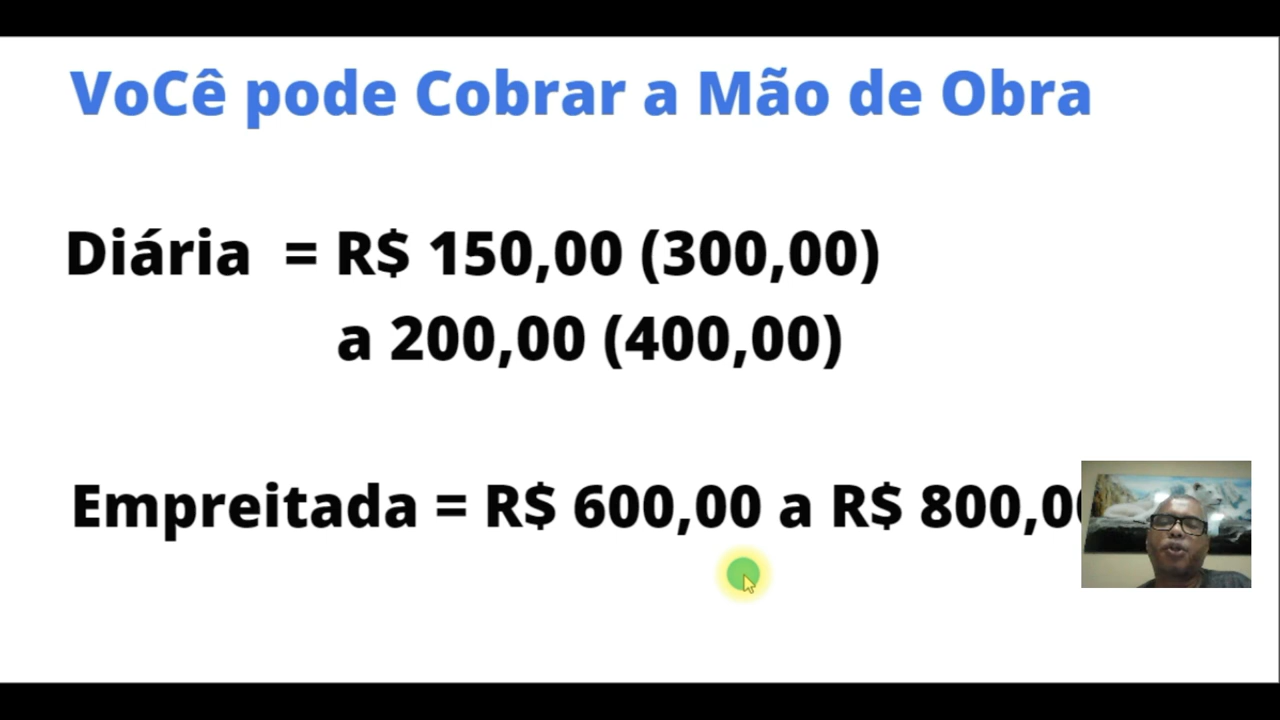 VoCê pode Cobrar a Mão de Obra
Diária = R$ 150,00 (300,00)
a 200,00 (400,00)
Empreitada = R$ 600,00 a R$ 800,00